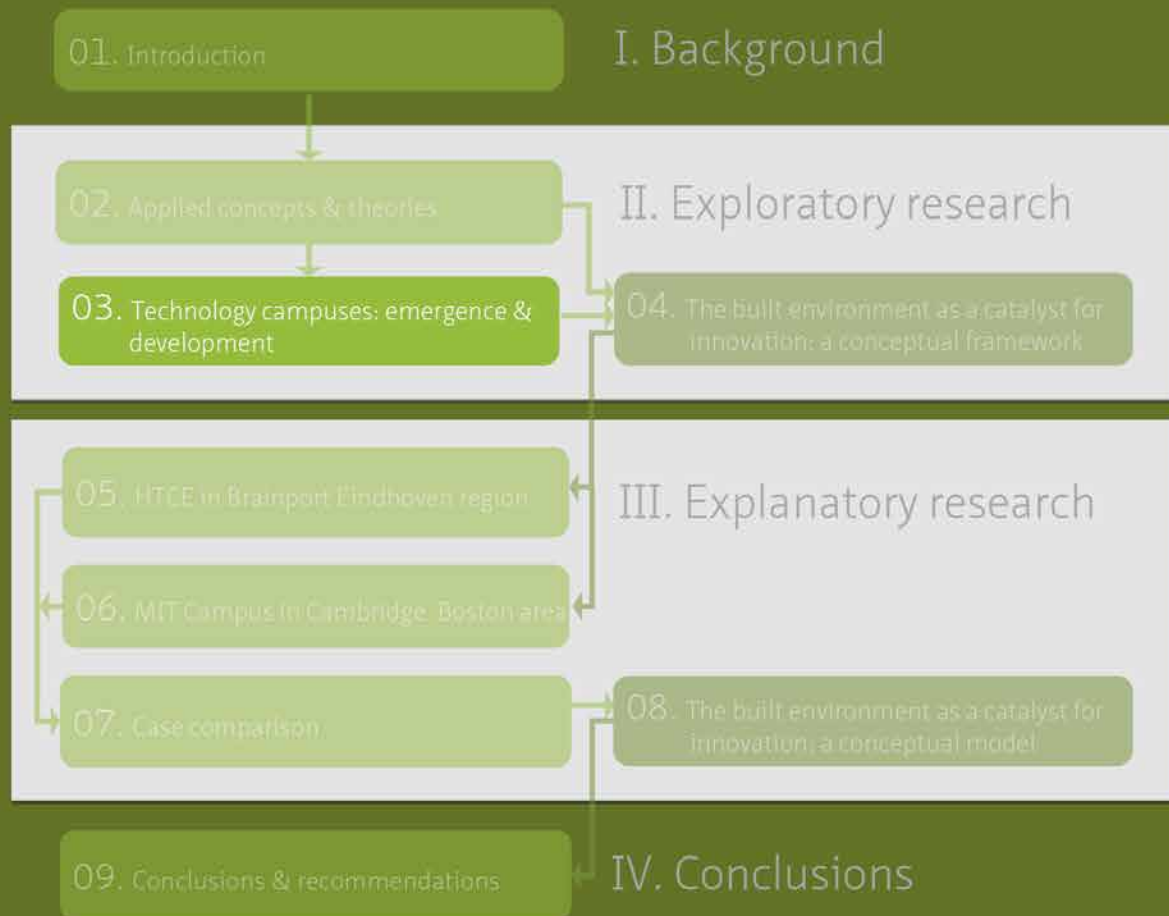 01. Introduction
I. Background
02. Applied concepts & theories
II. Exploratory research
03. Technology campuses: emergence &
development
04. The built environment as a catalyst for
innovation: a conceptual framework
05. HTCE in Brainport Eindhoven region
III. Explanatory research
06. MIT Campus in Cambridge, Boston area
07. Case comparison
08. The built environment as a catalyst for
innovation: a conceptual model
09. Conclusions & recommendations
IV. Conclusions